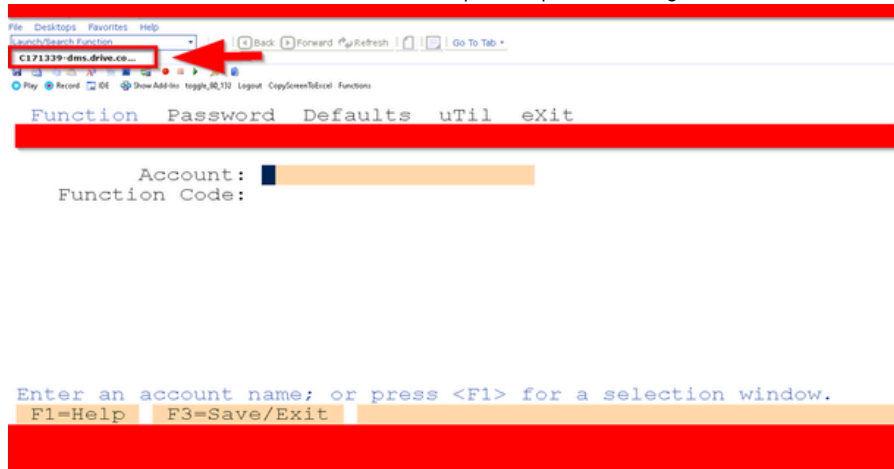 File Desktops Favorites Help
Launch/Search Function Back Forward Refresh Go To Tab
C171339-dms.drive.co...
Play Record IDE Show Add-Ins toggle_80_132 Logout CopyScreenToExcel Functions
Function Password Defaults uTil eXit
Account:
Function Code:
Enter an account name; or press <F1> for a selection window.
F1=Help F3=Save/Exit